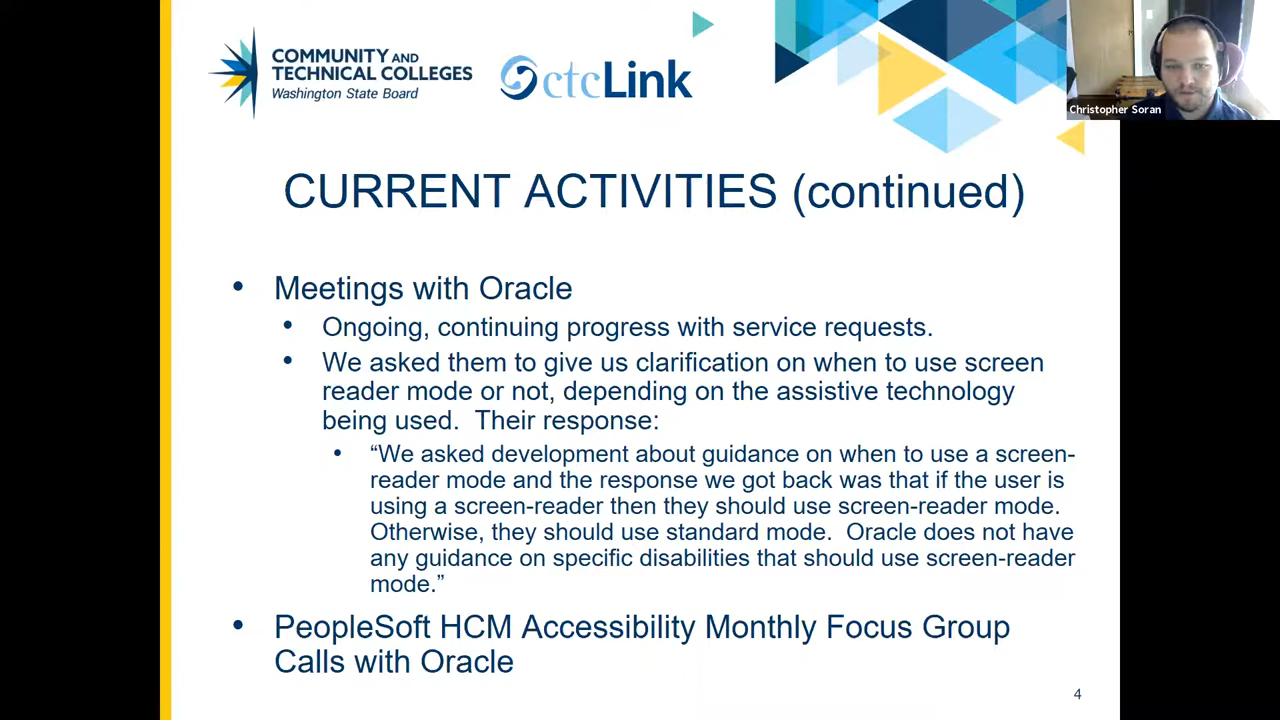 COMMUNITY AND
TECHNICAL COLLEGES
Washington State Board
ctcLink
Christopher Soran
CURRENT ACTIVITIES (continued)
• Meetings with Oracle
• Ongoing, continuing progress with service requests.
• We asked them to give us clarification on when to use screen
reader mode or not, depending on the assistive technology
being used.  Their response:
• “We asked development about guidance on when to use a screen-
reader mode and the response we got back was that if the user is
using a screen-reader then they should use screen-reader mode.
Otherwise, they should use standard mode.  Oracle does not have
any guidance on specific disabilities that should use screen-reader
mode.”
• PeopleSoft HCM Accessibility Monthly Focus Group
Calls with Oracle
4